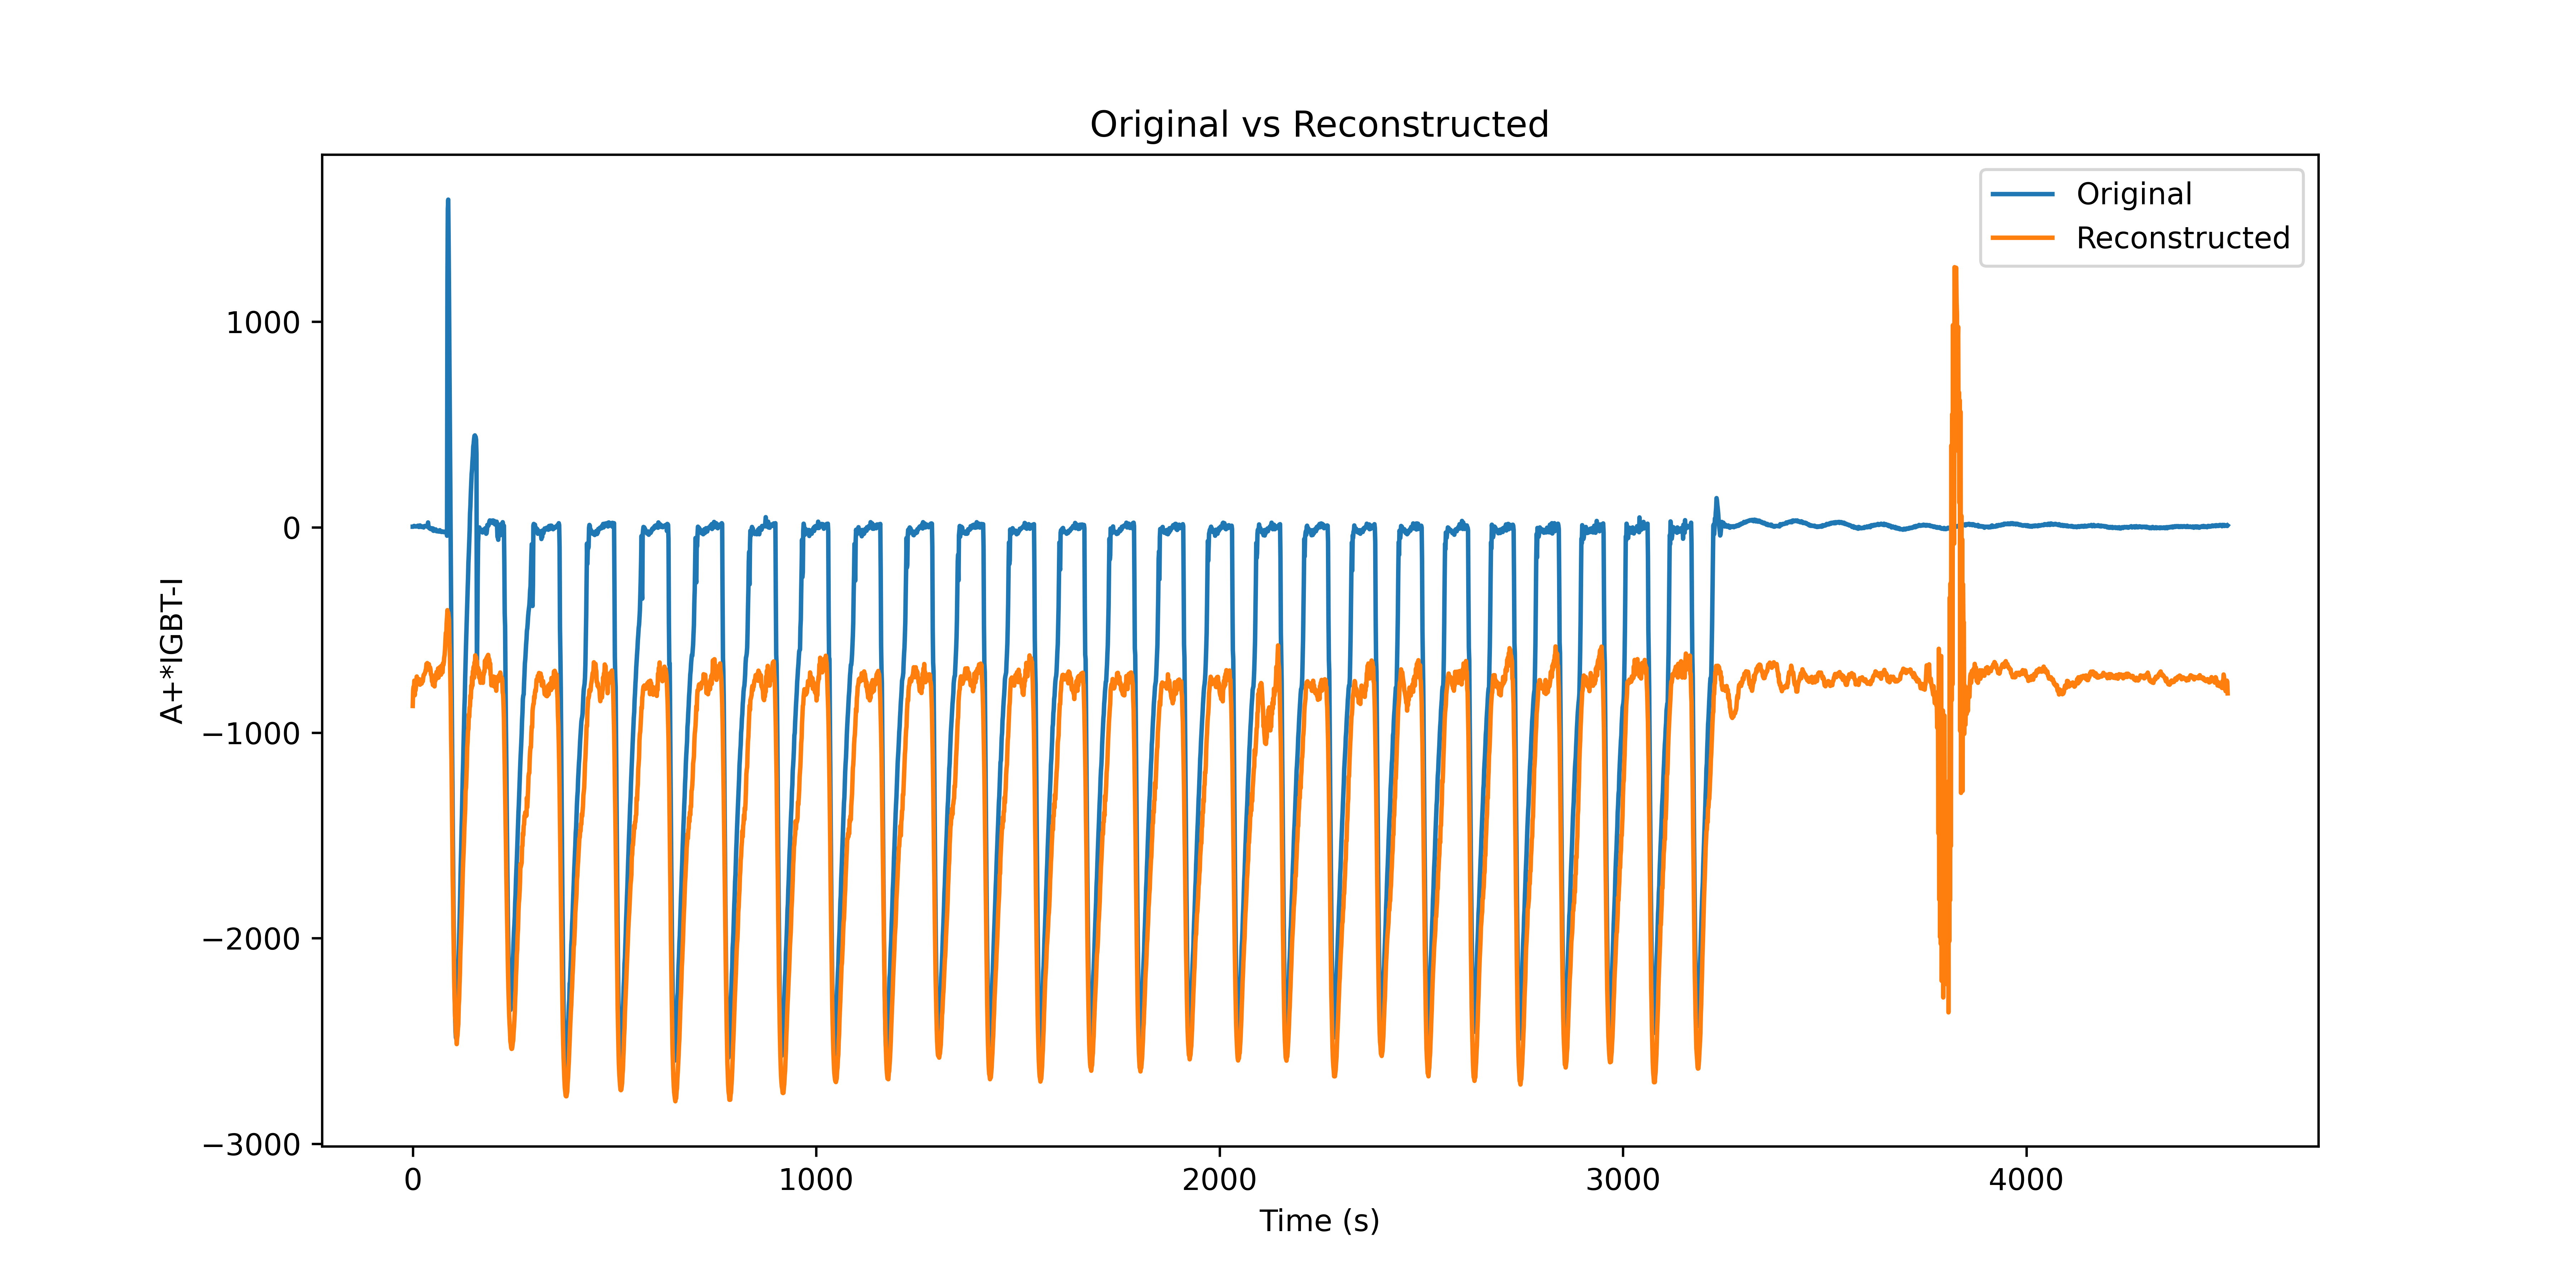 Original vs Reconstructed
Original
Reconstructed
A+*IGBT-I
1000
0
−1000
−2000
−3000
0
1000
2000
3000
4000
Time (s)